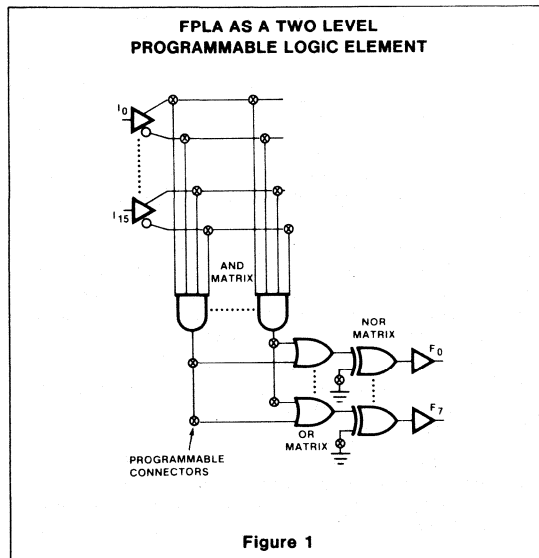 FPLA AS A TWO LEVEL
PROGRAMMABLE LOGIC ELEMENT
I0
I15
AND
MATRIX
NOR
MATRIX
F0
F7
OR
MATRIX
PROGRAMMABLE
CONNECTORS
Figure 1